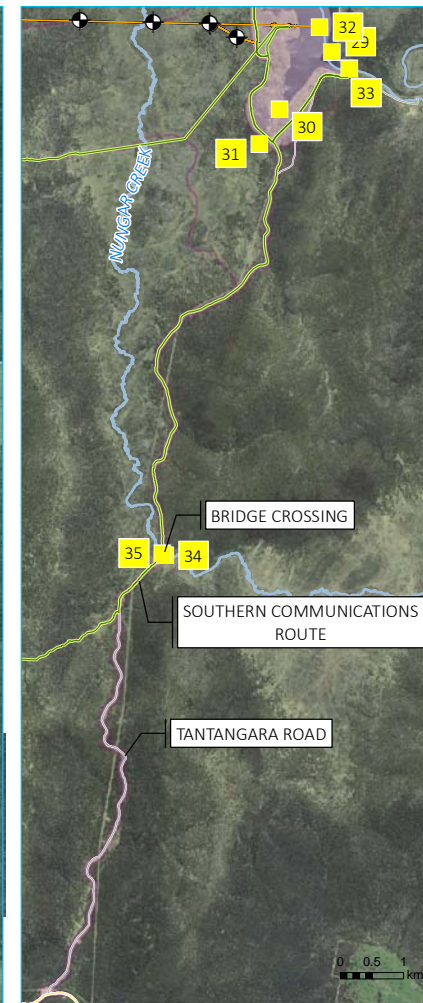 32
29
33
30
31
NUNGAR CREEK
BRIDGE CROSSING
35
34
SOUTHERN COMMUNICATIONS
ROUTE
TANTANGARA ROAD
0 0.5 1
km